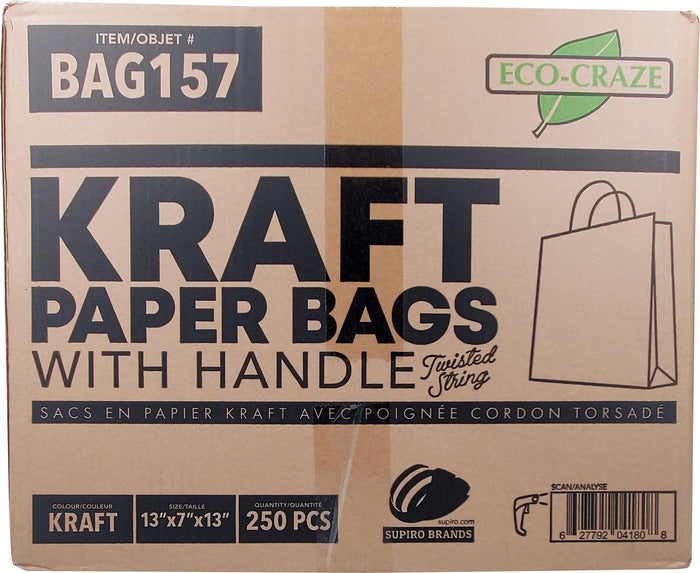 ITEM/OBJET #
BAG157
ECO-CRAZE
KRAFT
PAPER BAGS
WITH HANDLE
Twisted
String
SACS EN PAPIER KRAFT AVEC POIGNÉE CORDON TORSADÉ
COLOUR/COULEUR
KRAFT
SIZE/TAILLE
13"x7"x13"
QUANTITY/QUANTITÉ
250 PCS
supiro.com
SUPIRO BRANDS
SCAN/ANALYSE
6 27792 04180 8